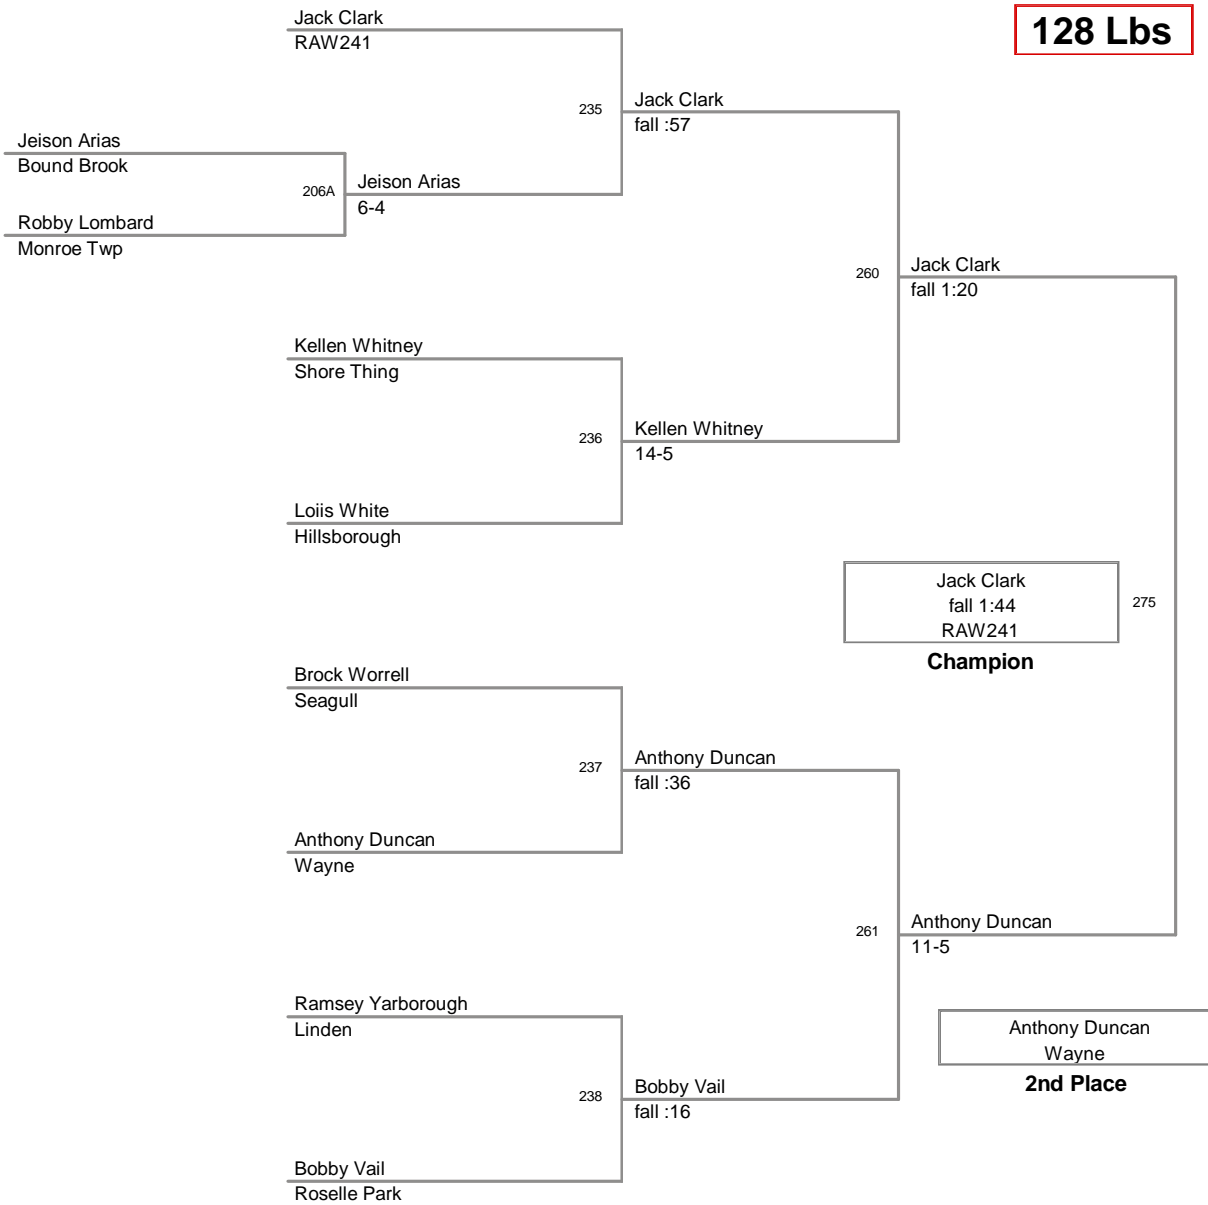 Jack Clark
RAW241
128 Lbs
235
Jack Clark
fall :57
Jeison Arias
Bound Brook
206A
Jeison Arias
6-4
Robby Lombard
Monroe Twp
260
Jack Clark
fall 1:20
Kellen Whitney
Shore Thing
236
Kellen Whitney
14-5
Loiis White
Hillsborough
Jack Clark
fall 1:44
RAW241
275
Champion
Brock Worrell
Seagull
237
Anthony Duncan
fall :36
Anthony Duncan
Wayne
261
Anthony Duncan
11-5
Ramsey Yarborough
Linden
Anthony Duncan
Wayne
2nd Place
238
Bobby Vail
fall :16
Bobby Vail
Roselle Park